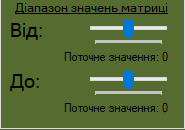 Діапазон значень матриці
Від:
Поточне значення: 0
До:
Поточне значення: 0